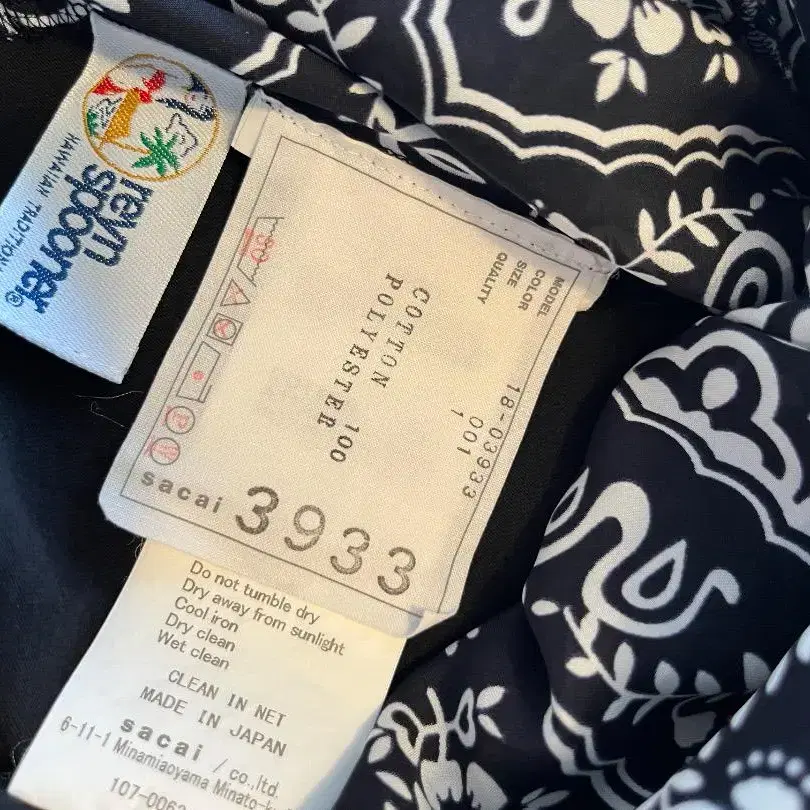 reyn
spooner®
HAWAIIAN TRADITION
MODEL 18-03933
COLOR 001
SIZE 1
QUALITY
COTTON
POLYESTER 100
30
P
W
sacai 3933
Do not tumble dry
Dry away from sunlight
Cool iron
Dry clean
Wet clean
CLEAN IN NET
MADE IN JAPAN
sacai / co., ltd.
6-11-1 Minamiaoyama Minato-k
107-0062